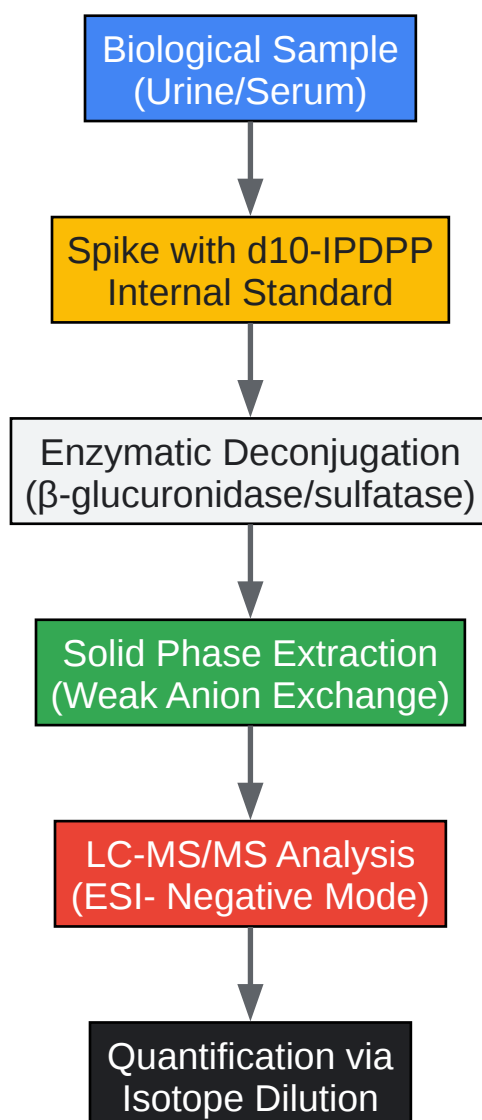 Biological Sample
(Urine/Serum)
Spike with d10-IPDPP
Internal Standard
Enzymatic Deconjugation
(β-glucuronidase/sulfatase)
Solid Phase Extraction
(Weak Anion Exchange)
LC-MS/MS Analysis
(ESI- Negative Mode)
Quantification via
Isotope Dilution